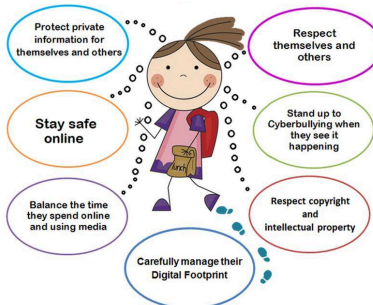 Protect private
information for
themselves and others
Respect
themselves and
others
Stay safe
online
Stand up to
Cyberbullying when
they see it
happening
lunch
Balance the time
they spend online
and using media
Respect copyright
and
intellectual property
Carefully manage their
Digital Footprint